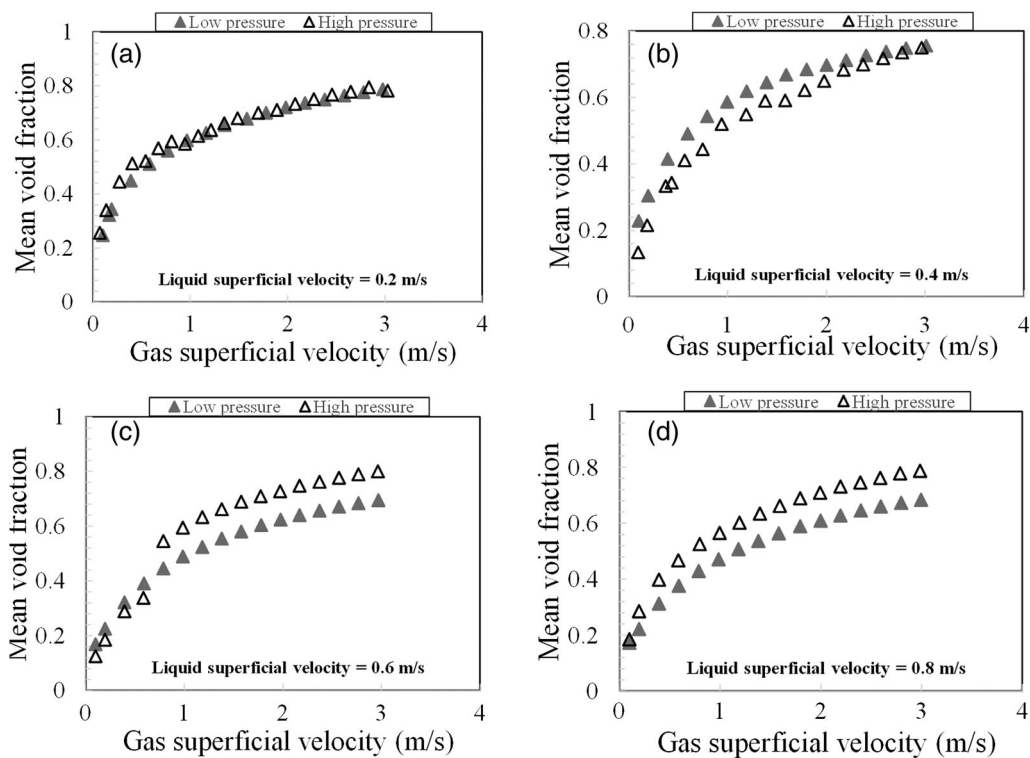 Low pressure High pressure
(a)
1
0.8
0.6
0.4
0.2
0
Mean void fraction
Liquid superficial velocity = 0.2 m/s
0 1 2 3 4
Gas superficial velocity (m/s)
Low pressure High pressure
(b)
0.8
0.6
0.4
0.2
0
Mean void fraction
Liquid superficial velocity = 0.4 m/s
0 1 2 3 4
Gas superficial velocity (m/s)
Low pressure High pressure
(c)
1
0.8
0.6
0.4
0.2
0
Mean void fraction
Liquid superficial velocity = 0.6 m/s
0 1 2 3 4
Gas superficial velocity (m/s)
Low pressure High pressure
(d)
1
0.8
0.6
0.4
0.2
0
Mean void fraction
Liquid superficial velocity = 0.8 m/s
0 1 2 3 4
Gas superficial velocity (m/s)